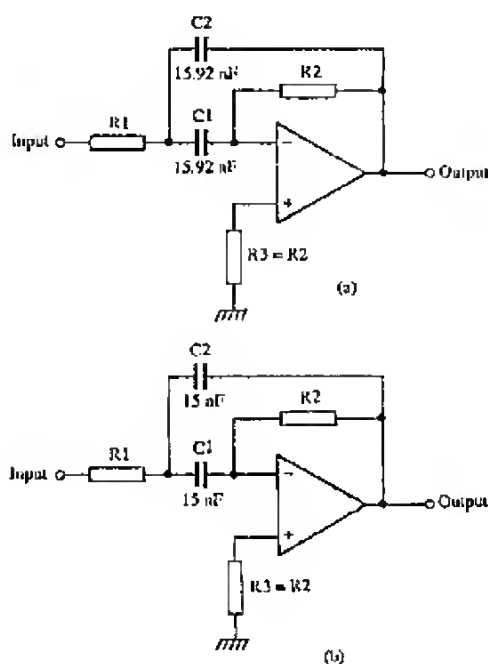 C2
15.92 nF
R2
R1
C1
Input
15.92 nF
−
+
Output
R3 = R2
(a)
C2
15 nF
R2
R1
C1
Input
15 nF
−
+
Output
R3 = R2
(b)